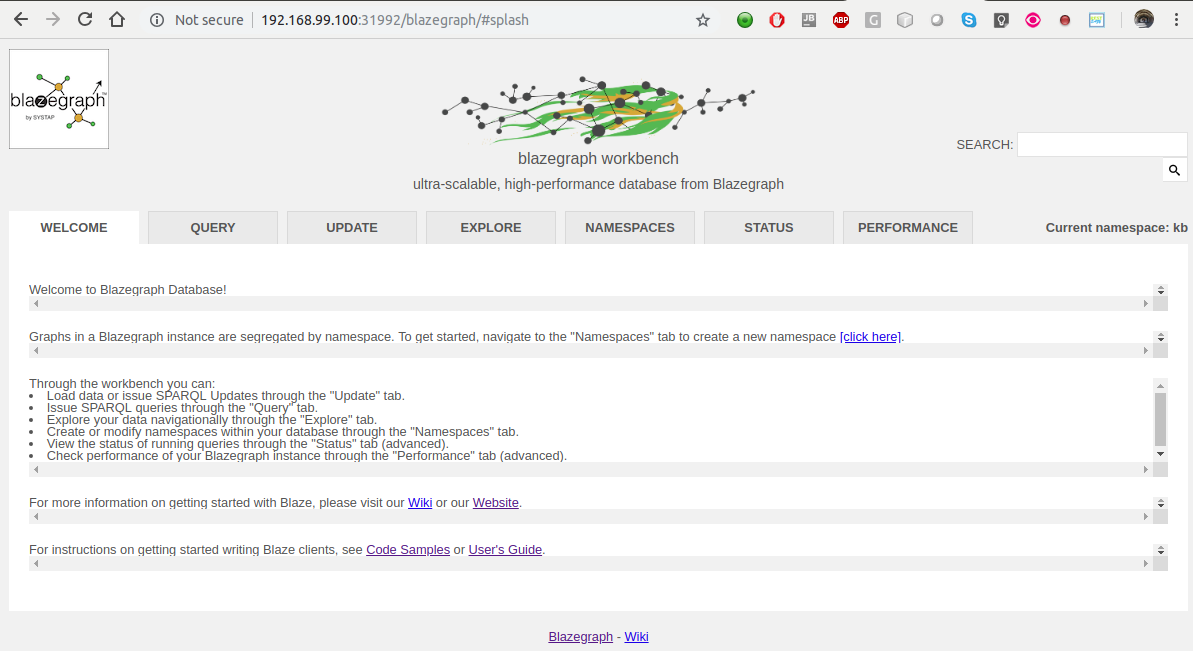 Not secure
192.168.99.100:31992/blazegraph/#splash
JB
ABP
G
S
blazegraph™
by SYSTAP
blazegraph workbench
ultra-scalable, high-performance database from Blazegraph
SEARCH:
WELCOME QUERY UPDATE EXPLORE NAMESPACES STATUS PERFORMANCE Current namespace: kb
Welcome to Blazegraph Database!
Graphs in a Blazegraph instance are segregated by namespace. To get started, navigate to the "Namespaces" tab to create a new namespace [click here].
Through the workbench you can:
• Load data or issue SPARQL Updates through the "Update" tab.
• Issue SPARQL queries through the "Query" tab.
• Explore your data navigationally through the "Explore" tab.
• Create or modify namespaces within your database through the "Namespaces" tab.
• View the status of running queries through the "Status" tab (advanced).
• Check performance of your Blazegraph instance through the "Performance" tab (advanced).
For more information on getting started with Blaze, please visit our Wiki or our Website.
For instructions on getting started writing Blaze clients, see Code Samples or User's Guide.
Blazegraph - Wiki